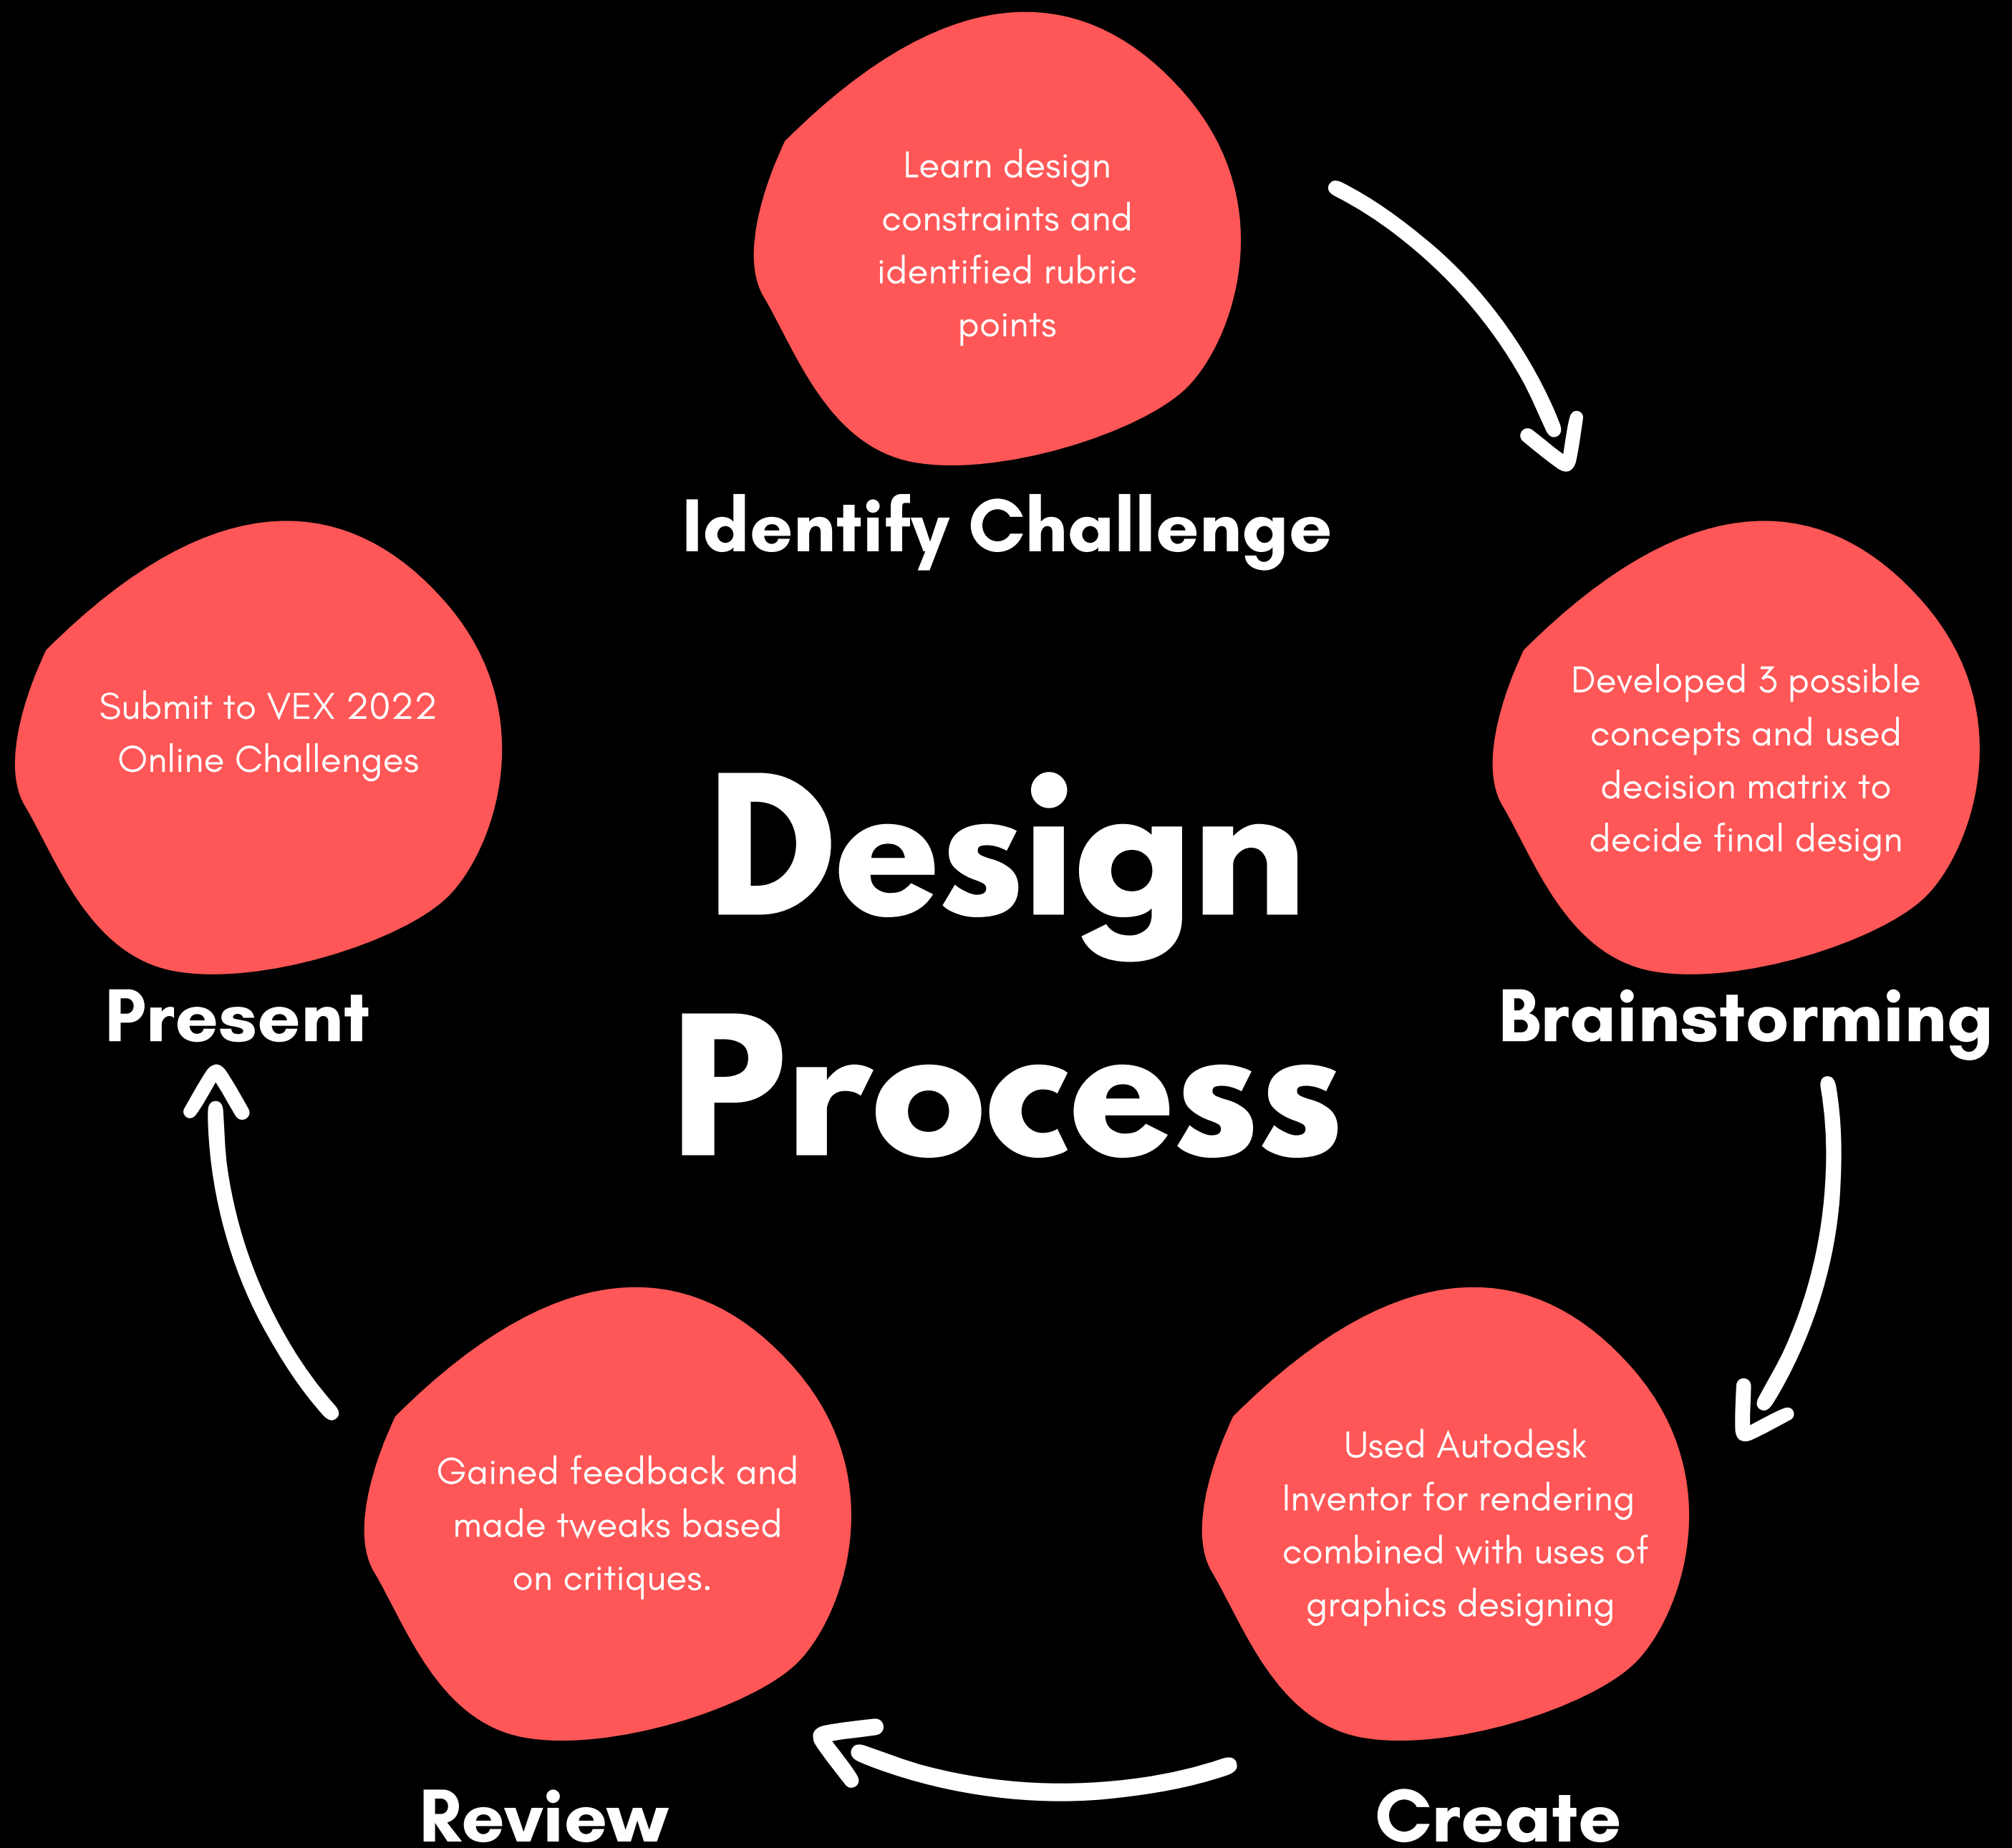 Learn design
constraints and
identified rubric
points
Identify Challenge
Developed 3 possible
concepts and used
decision matrix to
decide final design
Brainstorming
Used Autodesk
Inventor for rendering
combined with uses of
graphics designing
Create
Gained feedback and
made tweaks based
on critiques.
Review
Submit to VEX 2022
Online Challenges
Present
Design
Process